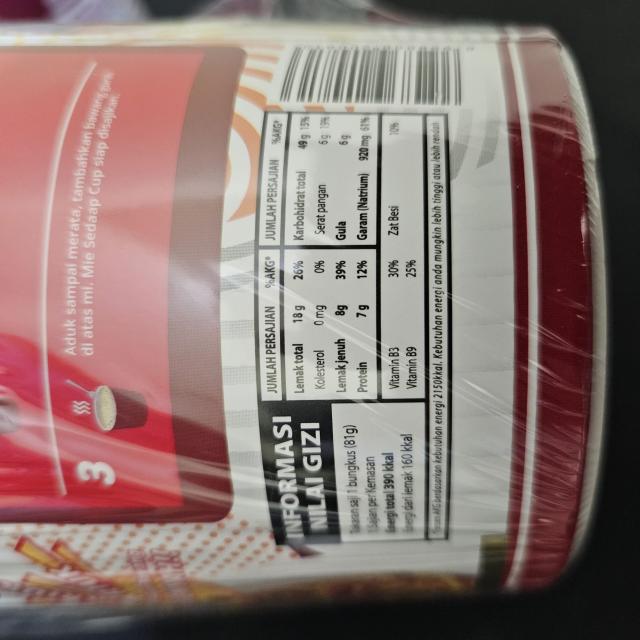 3
Aduk sampai merata, tambahkan bawang goreng
di atas mi. Mie Sedaap Cup siap disajikan.
INFORMASI
NILAI GIZI
Takaran saji 1 bungkus (81g)
1 Sajian per Kemasan
Energi total 390 kkal
Energi dari lemak 160 kkal
JUMLAH PERSAJIAN %AKG*
Lemak total 18 g 26%
Kolesterol 0 mg 0%
Lemak jenuh 8g 39%
Protein 7 g 12%
JUMLAH PERSAJIAN %AKG*
Karbohidrat total 49 g 15%
Serat pangan 6 g 19%
Gula 6 g
Garam (Natrium) 920 mg 61%
Vitamin B3 30%
Vitamin B9 25%
Zat Besi 10%
*Persen AKG berdasarkan kebutuhan energi 2150kkal. Kebutuhan energi anda mungkin lebih tinggi atau lebih rendah